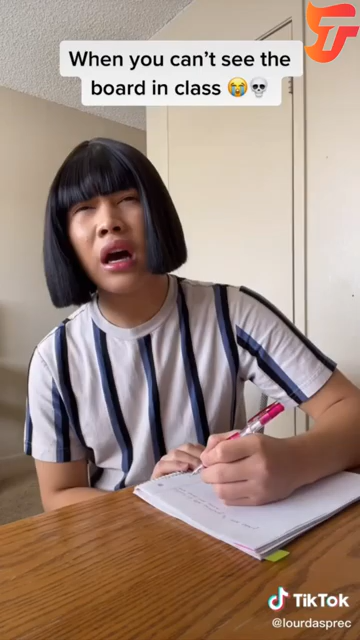 When you can't see the
board in class 😭💀
TikTok
@lourdasprec